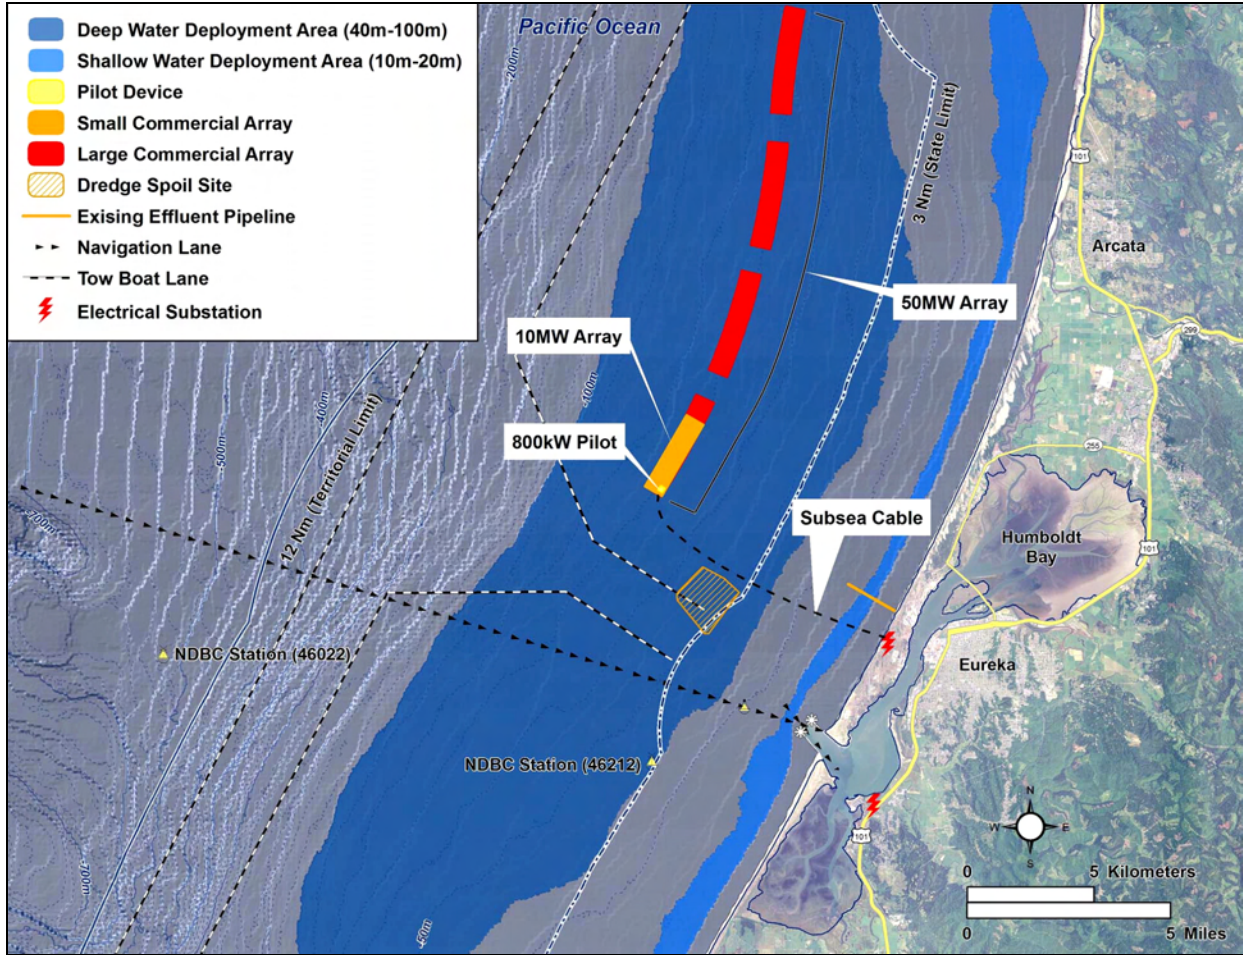 Deep Water Deployment Area (40m-100m)
Shallow Water Deployment Area (10m-20m)
Pilot Device
Small Commercial Array
Large Commercial Array
Dredge Spoil Site
Exising Effluent Pipeline
Navigation Lane
Tow Boat Lane
Electrical Substation
Pacific Ocean
-200m
3 Nm (State Limit)
101
Arcata
299
50MW Array
10MW Array
-100m
-400m
12 Nm (Territorial Limit)
-500m
800kW Pilot
255
-700m
Subsea Cable
Humboldt
Bay
101
NDBC Station (46022)
Eureka
NDBC Station (46212)
101
N
W
E
S
-700m
-50m
0
5 Kilometers
0
5 Miles